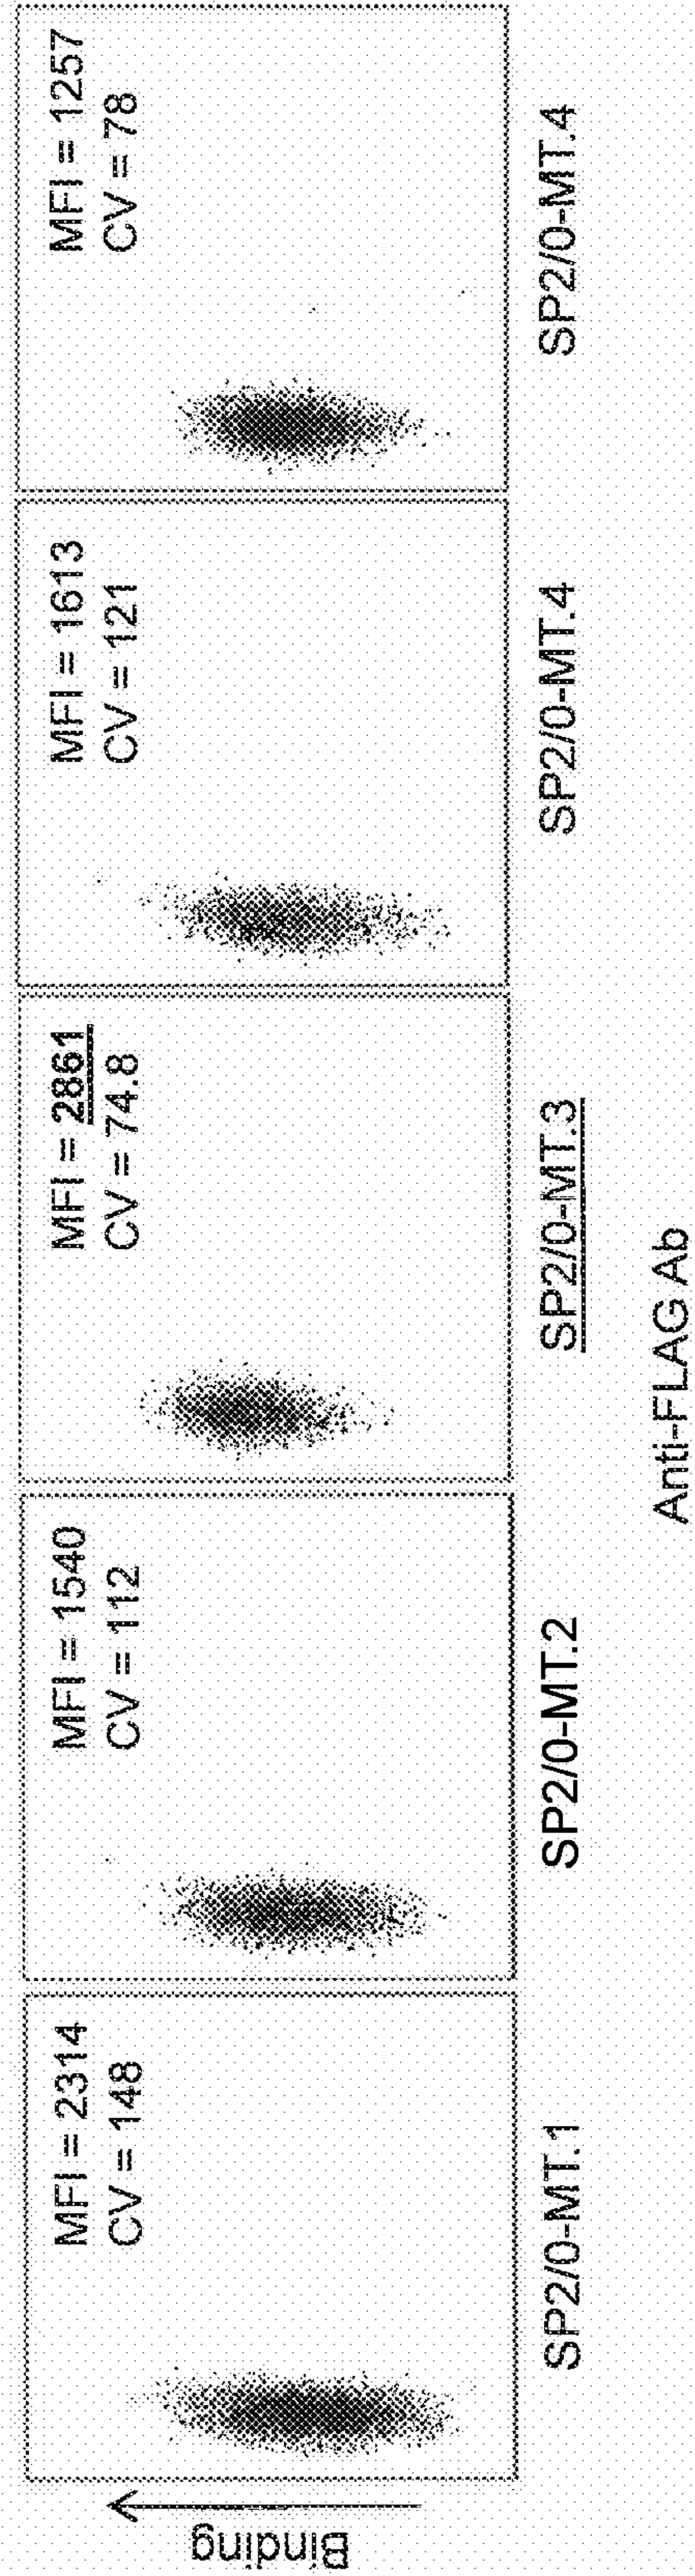 Binding
MFI = 2314
CV = 148
SP2/0-MT.1
MFI = 1540
CV = 112
SP2/0-MT.2
MFI = 2861
CV = 74.8
SP2/0-MT.3
MFI = 1613
CV = 121
SP2/0-MT.4
MFI = 1257
CV = 78
SP2/0-MT.4
Anti-FLAG Ab